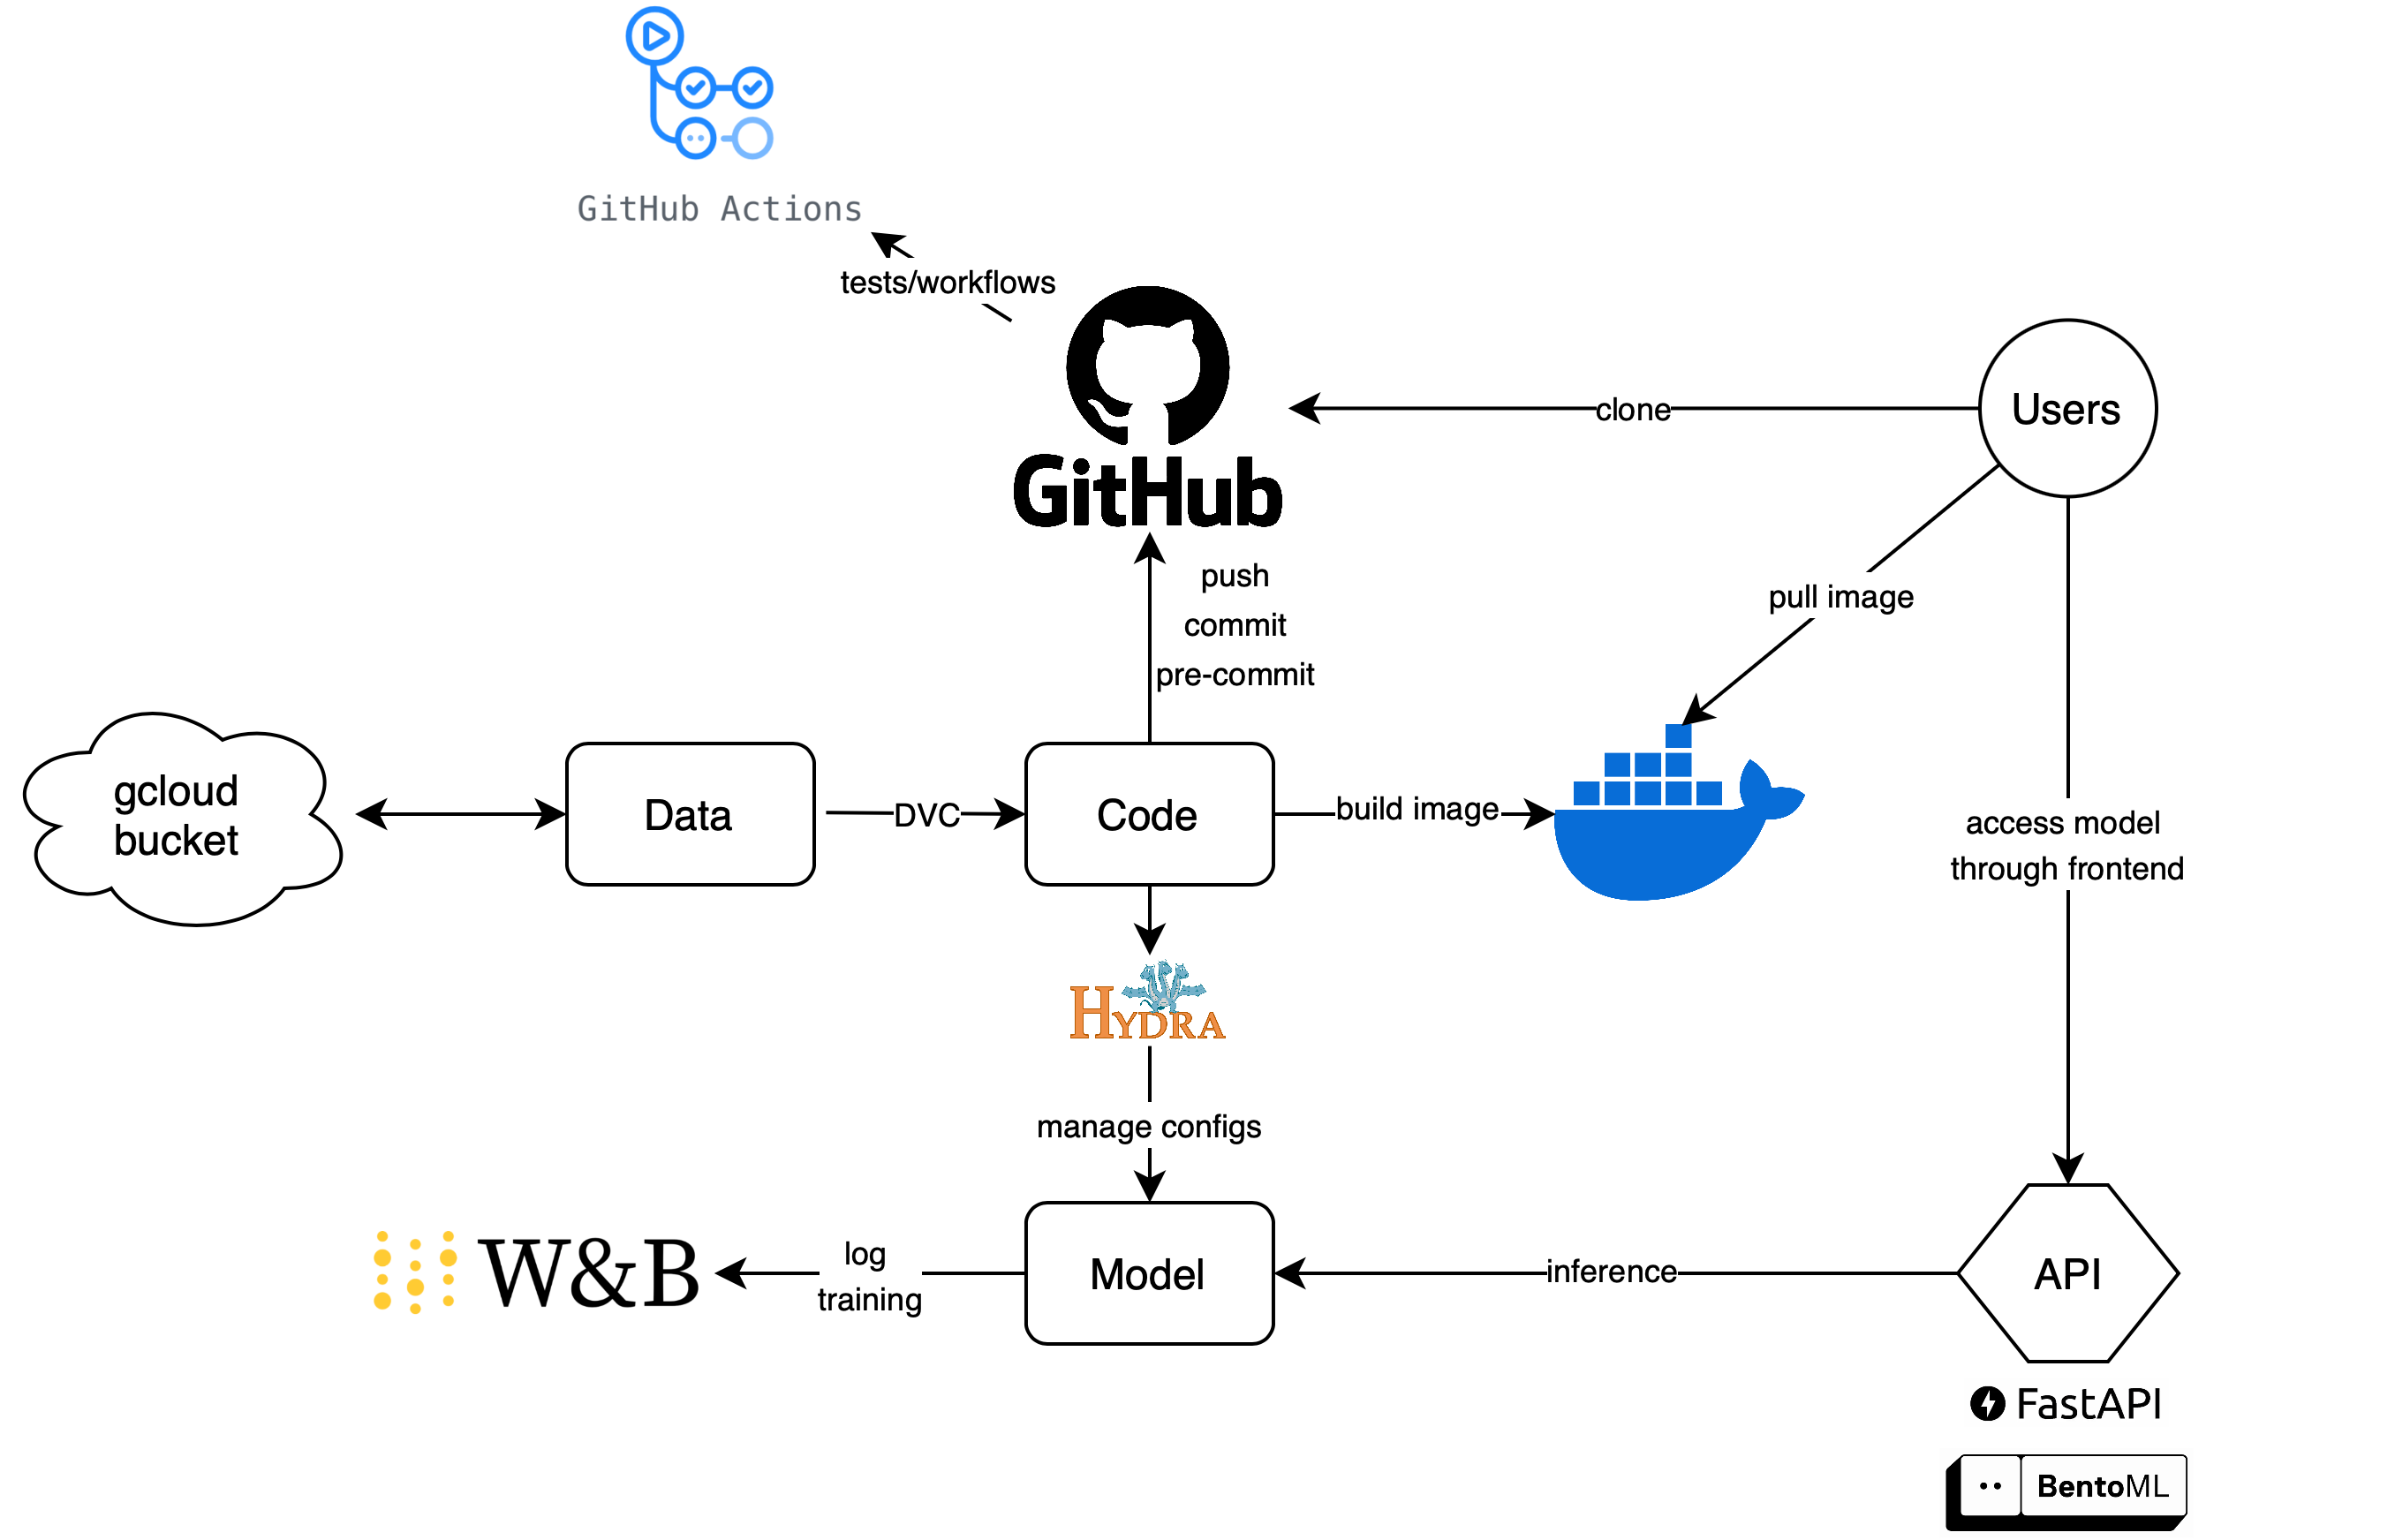 GitHub Actions
tests/workflows
GitHub
clone
Users
push
commit
pre-commit
pull image
gcloud
bucket
Data
DVC
Code
build image
access model
through frontend
HYDRA
manage configs
W&B
log
training
Model
inference
API
FastAPI
BentoML